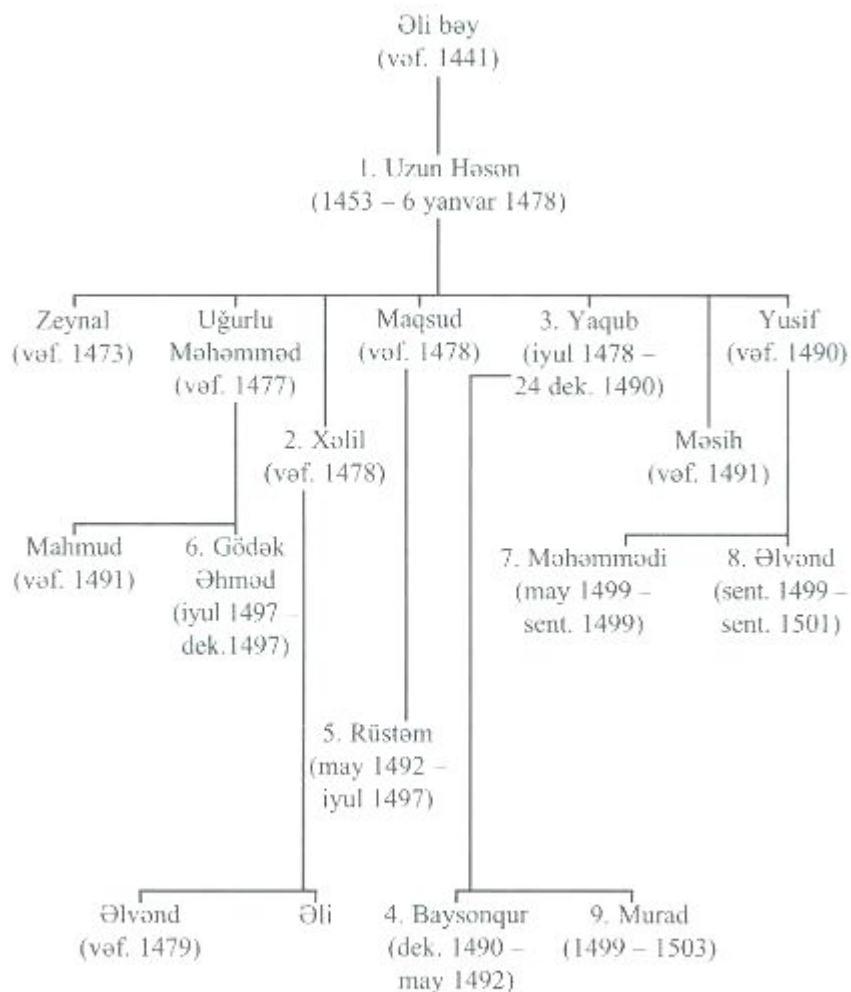 Əli bəy
(vəf. 1441)
1. Uzun Həsən
(1453 – 6 yanvar 1478)
Zeynal
(vəf. 1473)
Uğurlu
Məhəmməd
(vəf. 1477)
Maqsud
(vəf. 1478)
3. Yaqub
(iyul 1478 –
24 dek. 1490)
Yusif
(vəf. 1490)
2. Xəlil
(vəf. 1478)
Məsih
(vəf. 1491)
Mahmud
(vəf. 1491)
6. Gödək
Əhməd
(iyul 1497 –
dek.1497)
7. Məhəmmədi
(may 1499 –
sent. 1499)
8. Əlvənd
(sent. 1499 –
sent. 1501)
5. Rüstəm
(may 1492 –
iyul 1497)
Əlvənd
(vəf. 1479)
Əli
4. Baysonqur
(dek. 1490 –
may 1492)
9. Murad
(1499 – 1503)